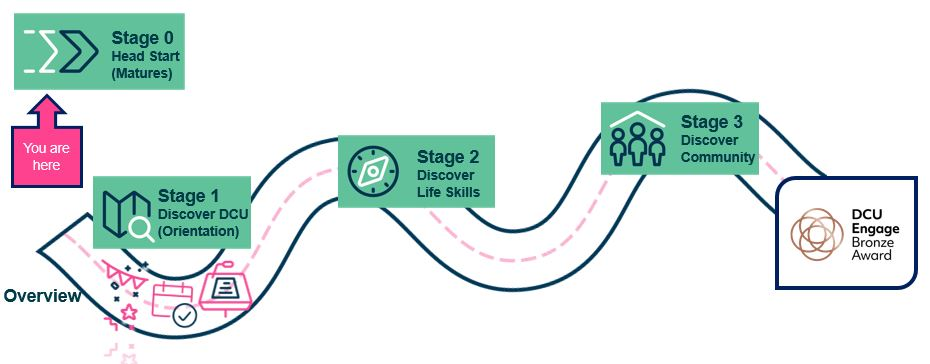 Stage 0
Head Start
(Matures)
You are
here
Stage 1
Discover DCU
(Orientation)
Overview
Stage 2
Discover
Life Skills
Stage 3
Discover
Community
DCU
Engage
Bronze
Award